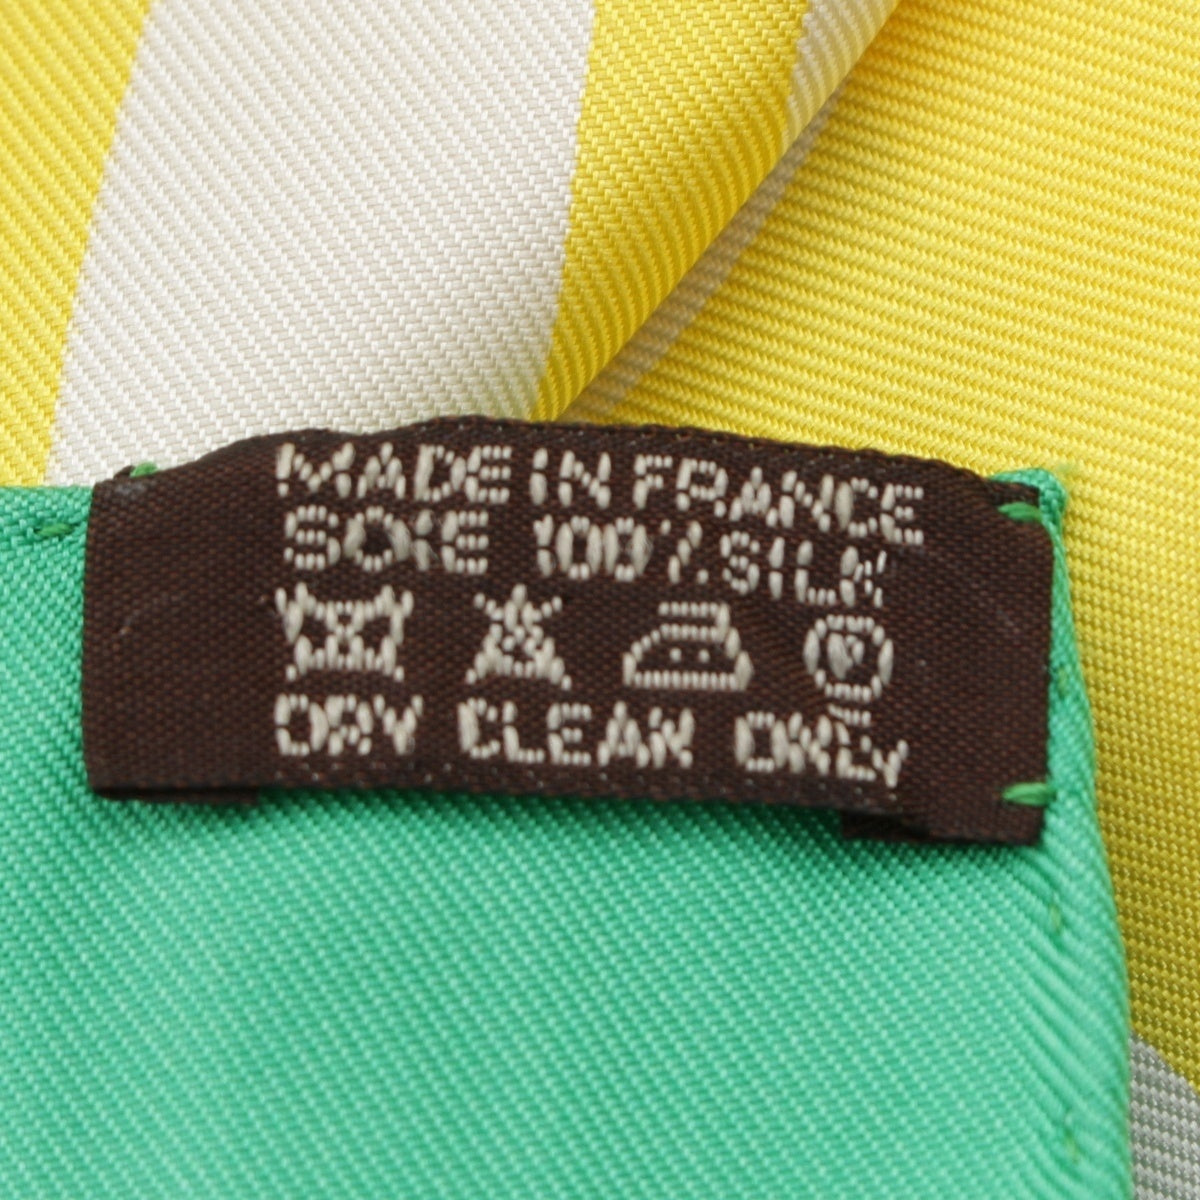 MADE IN FRANCE
SOIE 100% SILK
P
DRY CLEAN ONLY